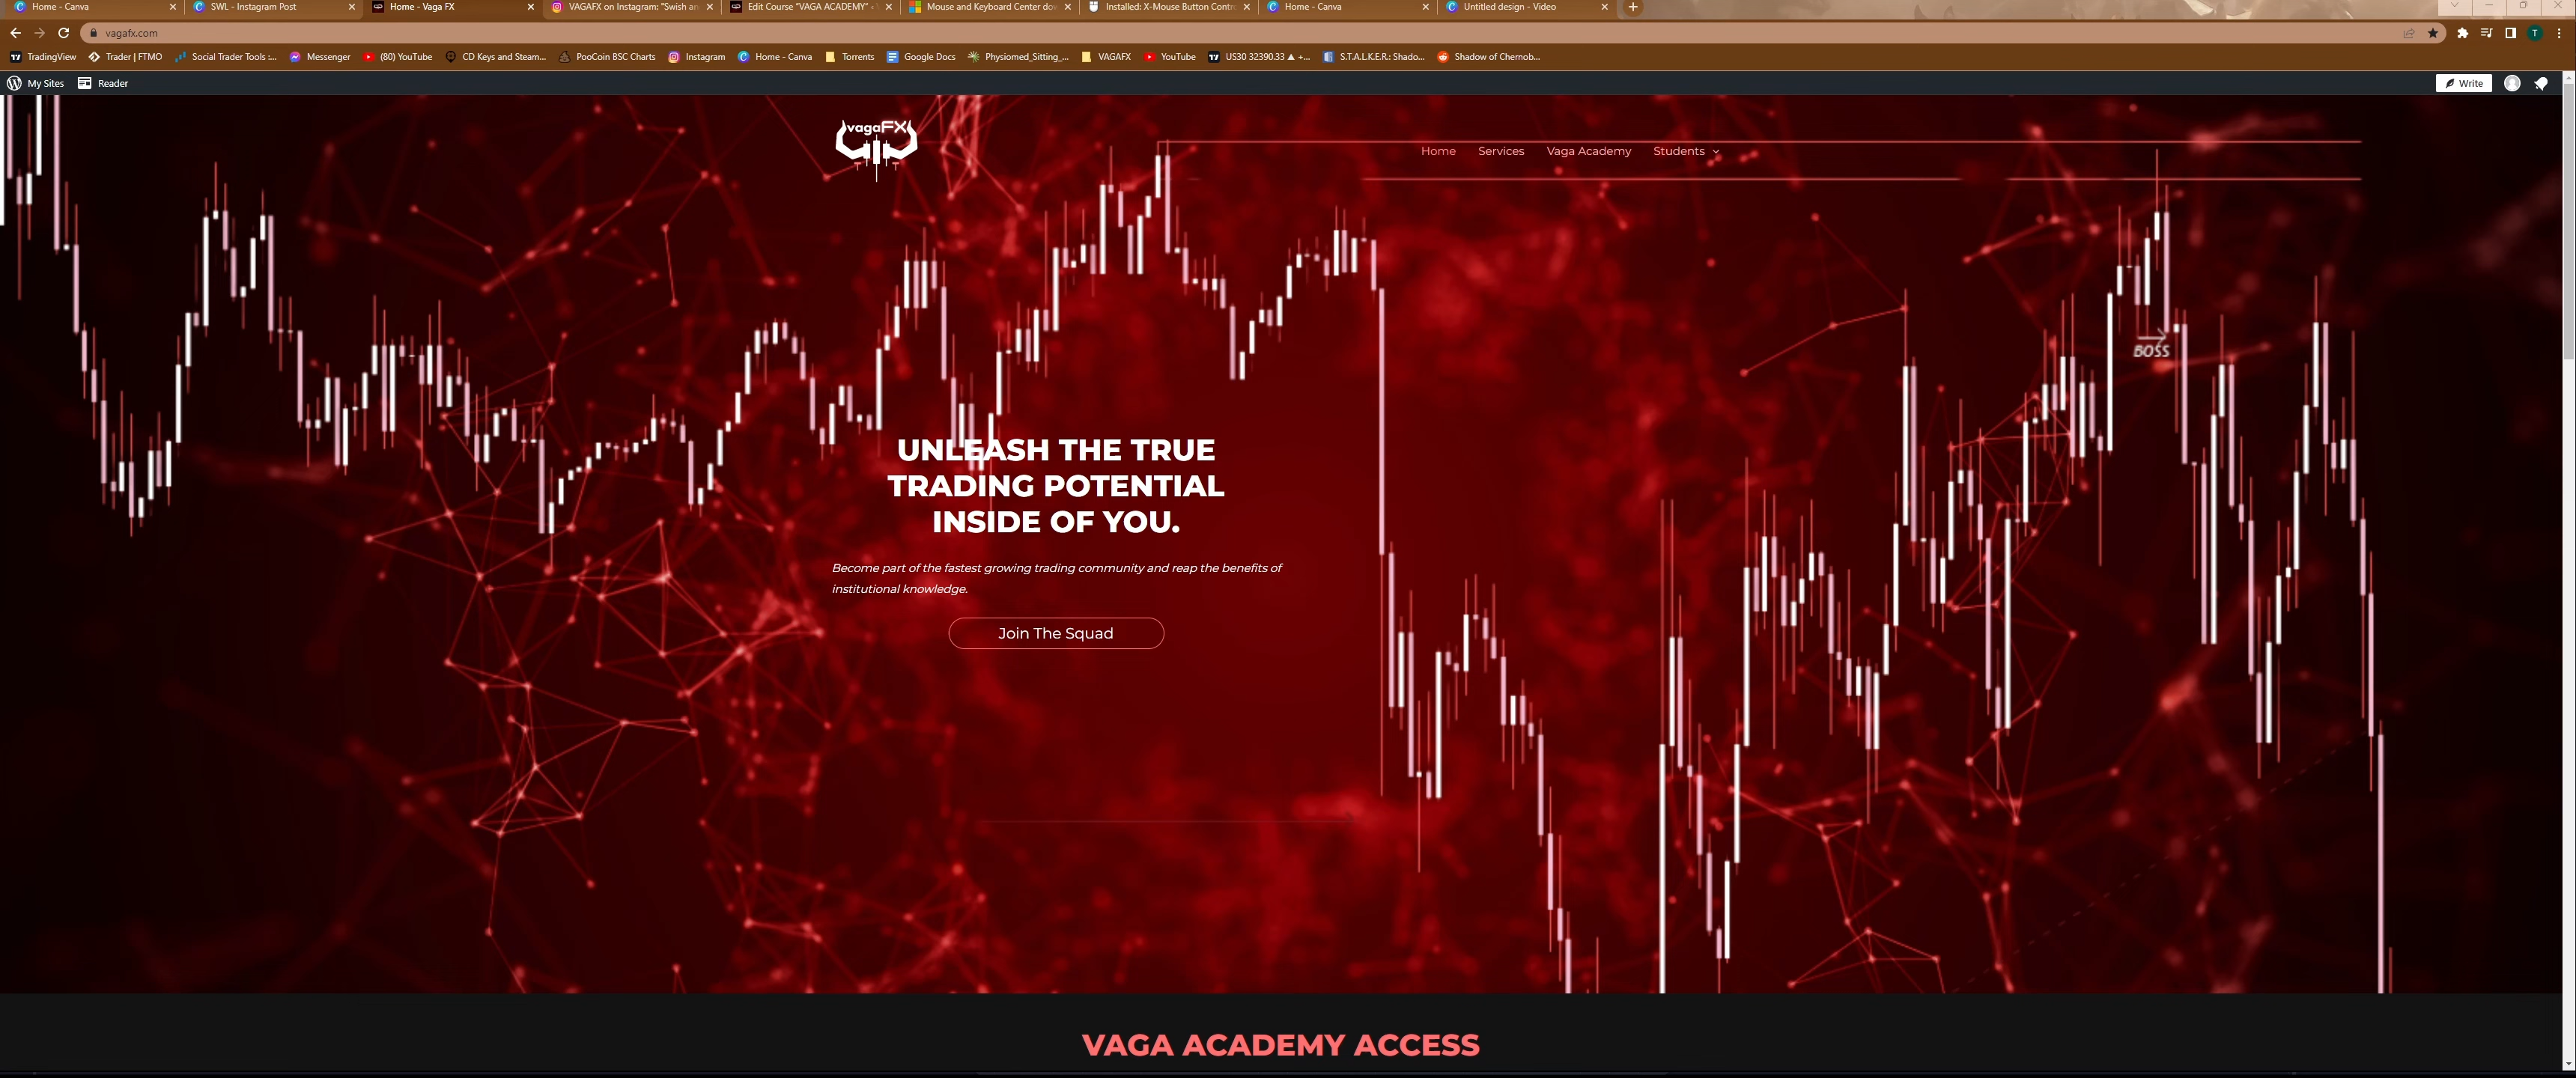 Home - Canva
SWL - Instagram Post
Home - Vaga FX
VAGAFX on Instagram: "Swish an
Edit Course "VAGA ACADEMY" ‹
Mouse and Keyboard Center do
Installed: X-Mouse Button Contr
Home - Canva
Untitled design - Video
vagafx.com
T
TradingView
Trader | FTMO
Social Trader Tools :...
Messenger
(80) YouTube
CD Keys and Steam...
PooCoin BSC Charts
Instagram
Home - Canva
Torrents
Google Docs
Physiomed_Sitting_...
VAGAFX
YouTube
US30 32390.33 ▲ +...
S.T.A.L.K.E.R.: Shado...
Shadow of Chernob...
My Sites
Reader
Write
vagaFX
Home
Services
Vaga Academy
Students
BOSS
UNLEASH THE TRUE
TRADING POTENTIAL
INSIDE OF YOU.
Become part of the fastest growing trading community and reap the benefits of
institutional knowledge.
Join The Squad
VAGA ACADEMY ACCESS